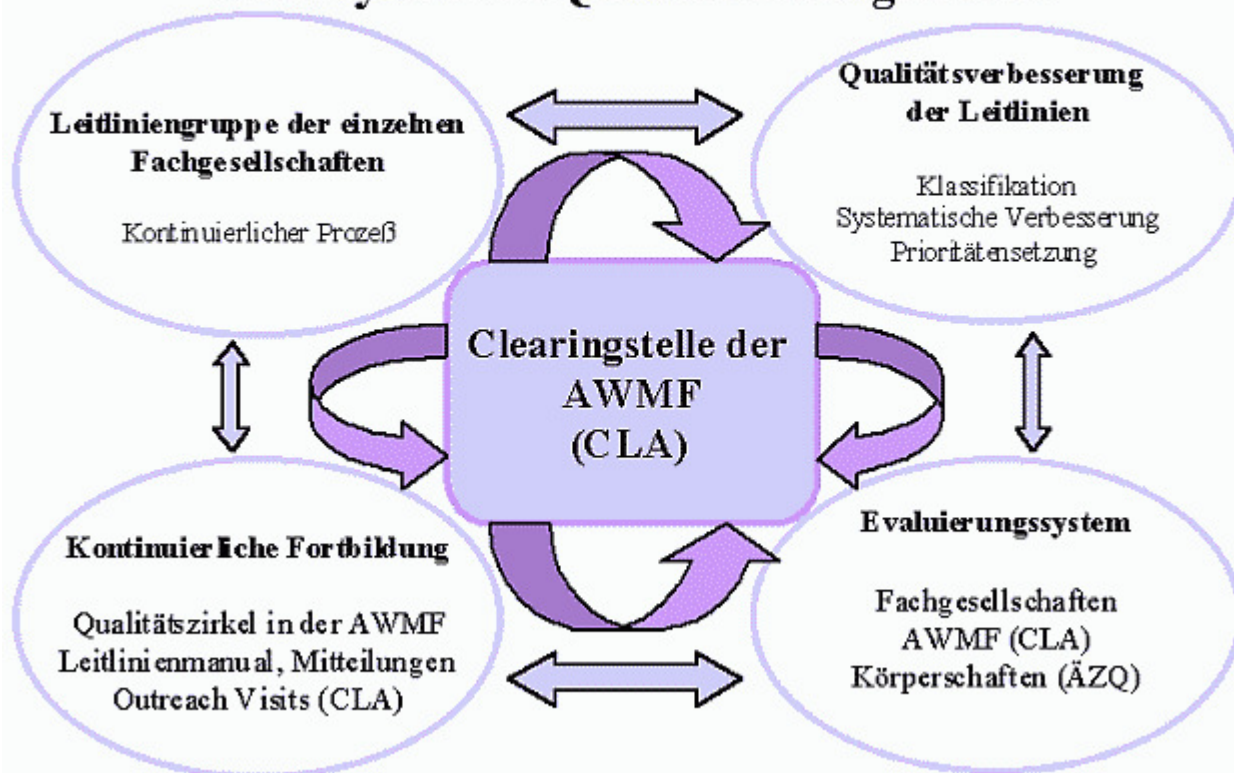 Leitliniengruppe der einzelnen
Fachgesellschaften
Kontinuierlicher Prozeß
Qualitätsverbesserung
der Leitlinien
Klassifikation
Systematische Verbesserung
Prioritätensetzung
Clearingstelle der
AWMF
(CLA)
Kontinuierliche Fortbildung
Qualitätszirkel in der AWMF
Leitlinienmanual, Mitteilungen
Outreach Visits (CLA)
Evaluierungssystem
Fachgesellschaften
AWMF (CLA)
Körperschaften (ÄZQ)